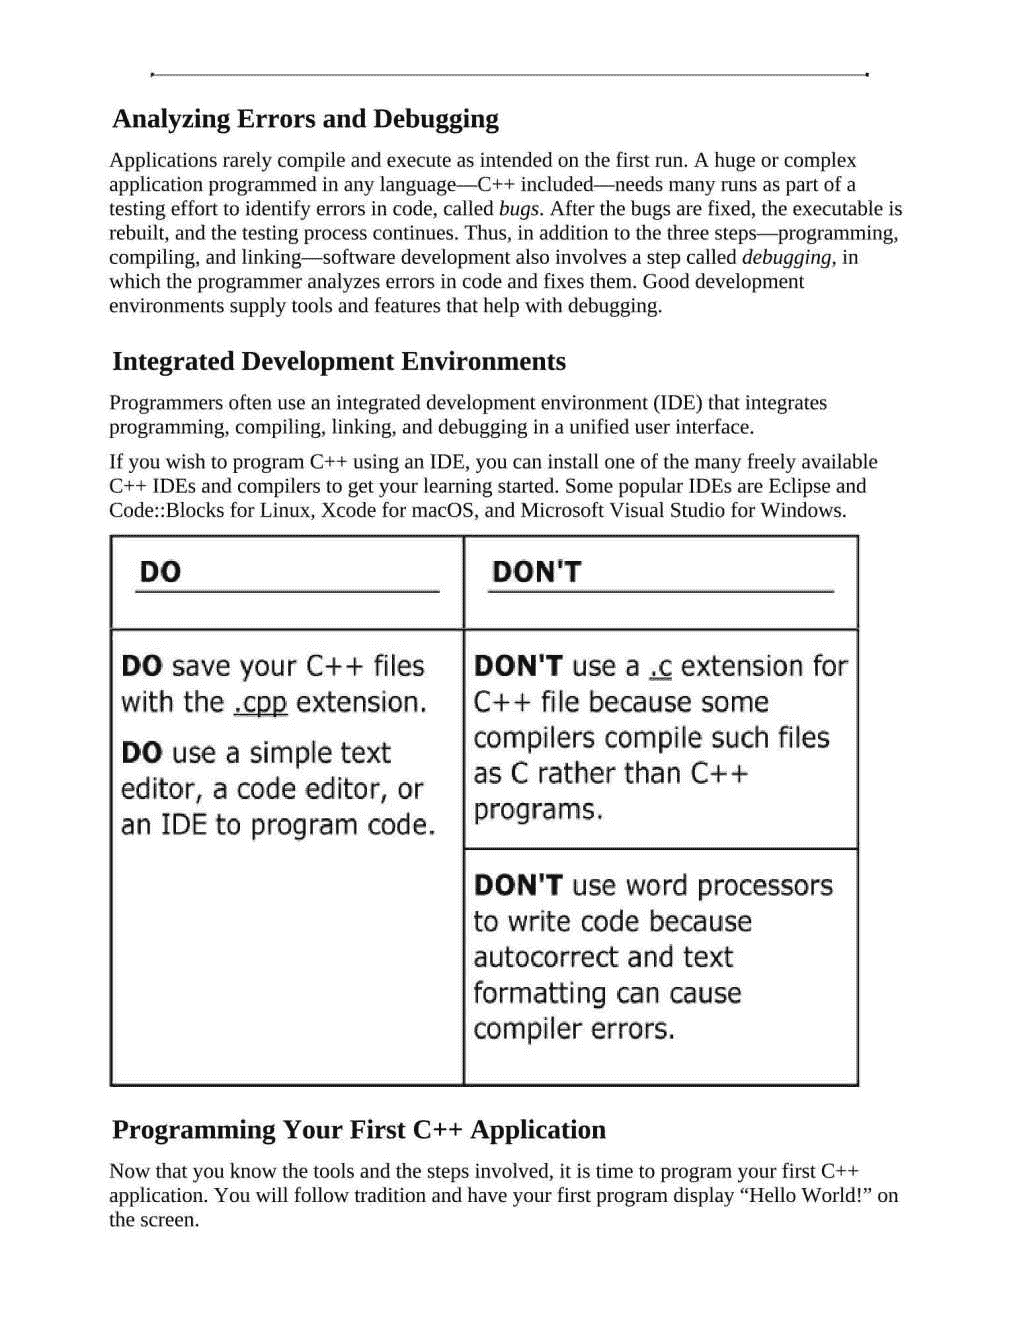 Analyzing Errors and Debugging
Applications rarely compile and execute as intended on the first run. A huge or complex
application programmed in any language—C++ included—needs many runs as part of a
testing effort to identify errors in code, called bugs. After the bugs are fixed, the executable is
rebuilt, and the testing process continues. Thus, in addition to the three steps—programming,
compiling, and linking—software development also involves a step called debugging, in
which the programmer analyzes errors in code and fixes them. Good development
environments supply tools and features that help with debugging.
Integrated Development Environments
Programmers often use an integrated development environment (IDE) that integrates
programming, compiling, linking, and debugging in a unified user interface.
If you wish to program C++ using an IDE, you can install one of the many freely available
C++ IDEs and compilers to get your learning started. Some popular IDEs are Eclipse and
Code::Blocks for Linux, Xcode for macOS, and Microsoft Visual Studio for Windows.
DO
DON'T
DO save your C++ files
with the .cpp extension.
DO use a simple text
editor, a code editor, or
an IDE to program code.
DON'T use a .c extension for
C++ file because some
compilers compile such files
as C rather than C++
programs.
DON'T use word processors
to write code because
autocorrect and text
formatting can cause
compiler errors.
Programming Your First C++ Application
Now that you know the tools and the steps involved, it is time to program your first C++
application. You will follow tradition and have your first program display “Hello World!” on
the screen.